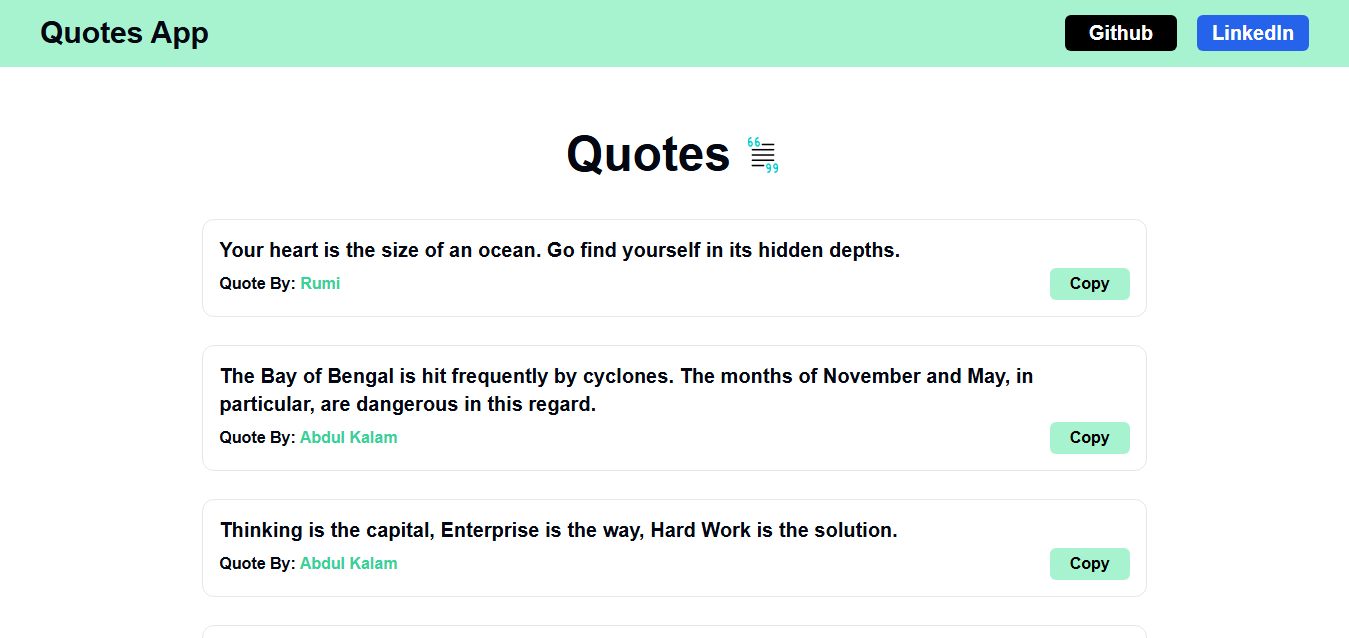 Quotes App
Github
LinkedIn
Quotes
Your heart is the size of an ocean. Go find yourself in its hidden depths.
Quote By: Rumi
Copy
The Bay of Bengal is hit frequently by cyclones. The months of November and May, in
particular, are dangerous in this regard.
Quote By: Abdul Kalam
Copy
Thinking is the capital, Enterprise is the way, Hard Work is the solution.
Quote By: Abdul Kalam
Copy